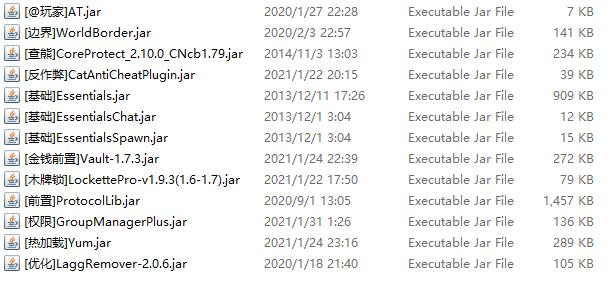 [@玩家]AT.jar 2020/1/27 22:28 Executable Jar File 7 KB
[边界]WorldBorder.jar 2020/2/3 22:57 Executable Jar File 141 KB
[查熊]CoreProtect_2.10.0_CNcb1.79.jar 2014/11/3 13:03 Executable Jar File 234 KB
[反作弊]CatAntiCheatPlugin.jar 2021/1/22 20:15 Executable Jar File 39 KB
[基础]Essentials.jar 2013/12/11 17:26 Executable Jar File 909 KB
[基础]EssentialsChat.jar 2013/12/1 3:04 Executable Jar File 12 KB
[基础]EssentialsSpawn.jar 2013/12/1 3:04 Executable Jar File 15 KB
[金钱前置]Vault-1.7.3.jar 2021/1/24 22:39 Executable Jar File 272 KB
[木牌锁]LockettePro-v1.9.3(1.6-1.7).jar 2021/1/22 17:50 Executable Jar File 79 KB
[前置]ProtocolLib.jar 2020/9/1 13:05 Executable Jar File 1,457 KB
[权限]GroupManagerPlus.jar 2021/1/31 1:26 Executable Jar File 136 KB
[热加载]Yum.jar 2021/1/24 23:16 Executable Jar File 289 KB
[优化]LaggRemover-2.0.6.jar 2020/1/18 21:40 Executable Jar File 105 KB